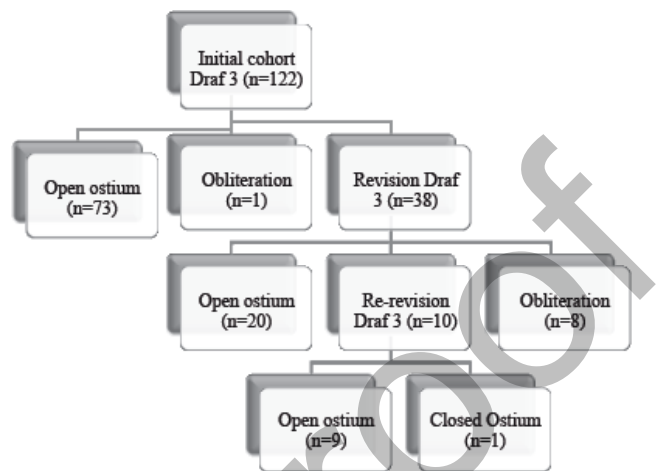 Initial cohort
Draf 3 (n=122)
Open ostium
(n=73)
Obliteration
(n=1)
Revision Draf
3 (n=38)
Open ostium
(n=20)
Re-revision
Draf 3 (n=10)
Obliteration
(n=8)
Open ostium
(n=9)
Closed Ostium
(n=1)
roof